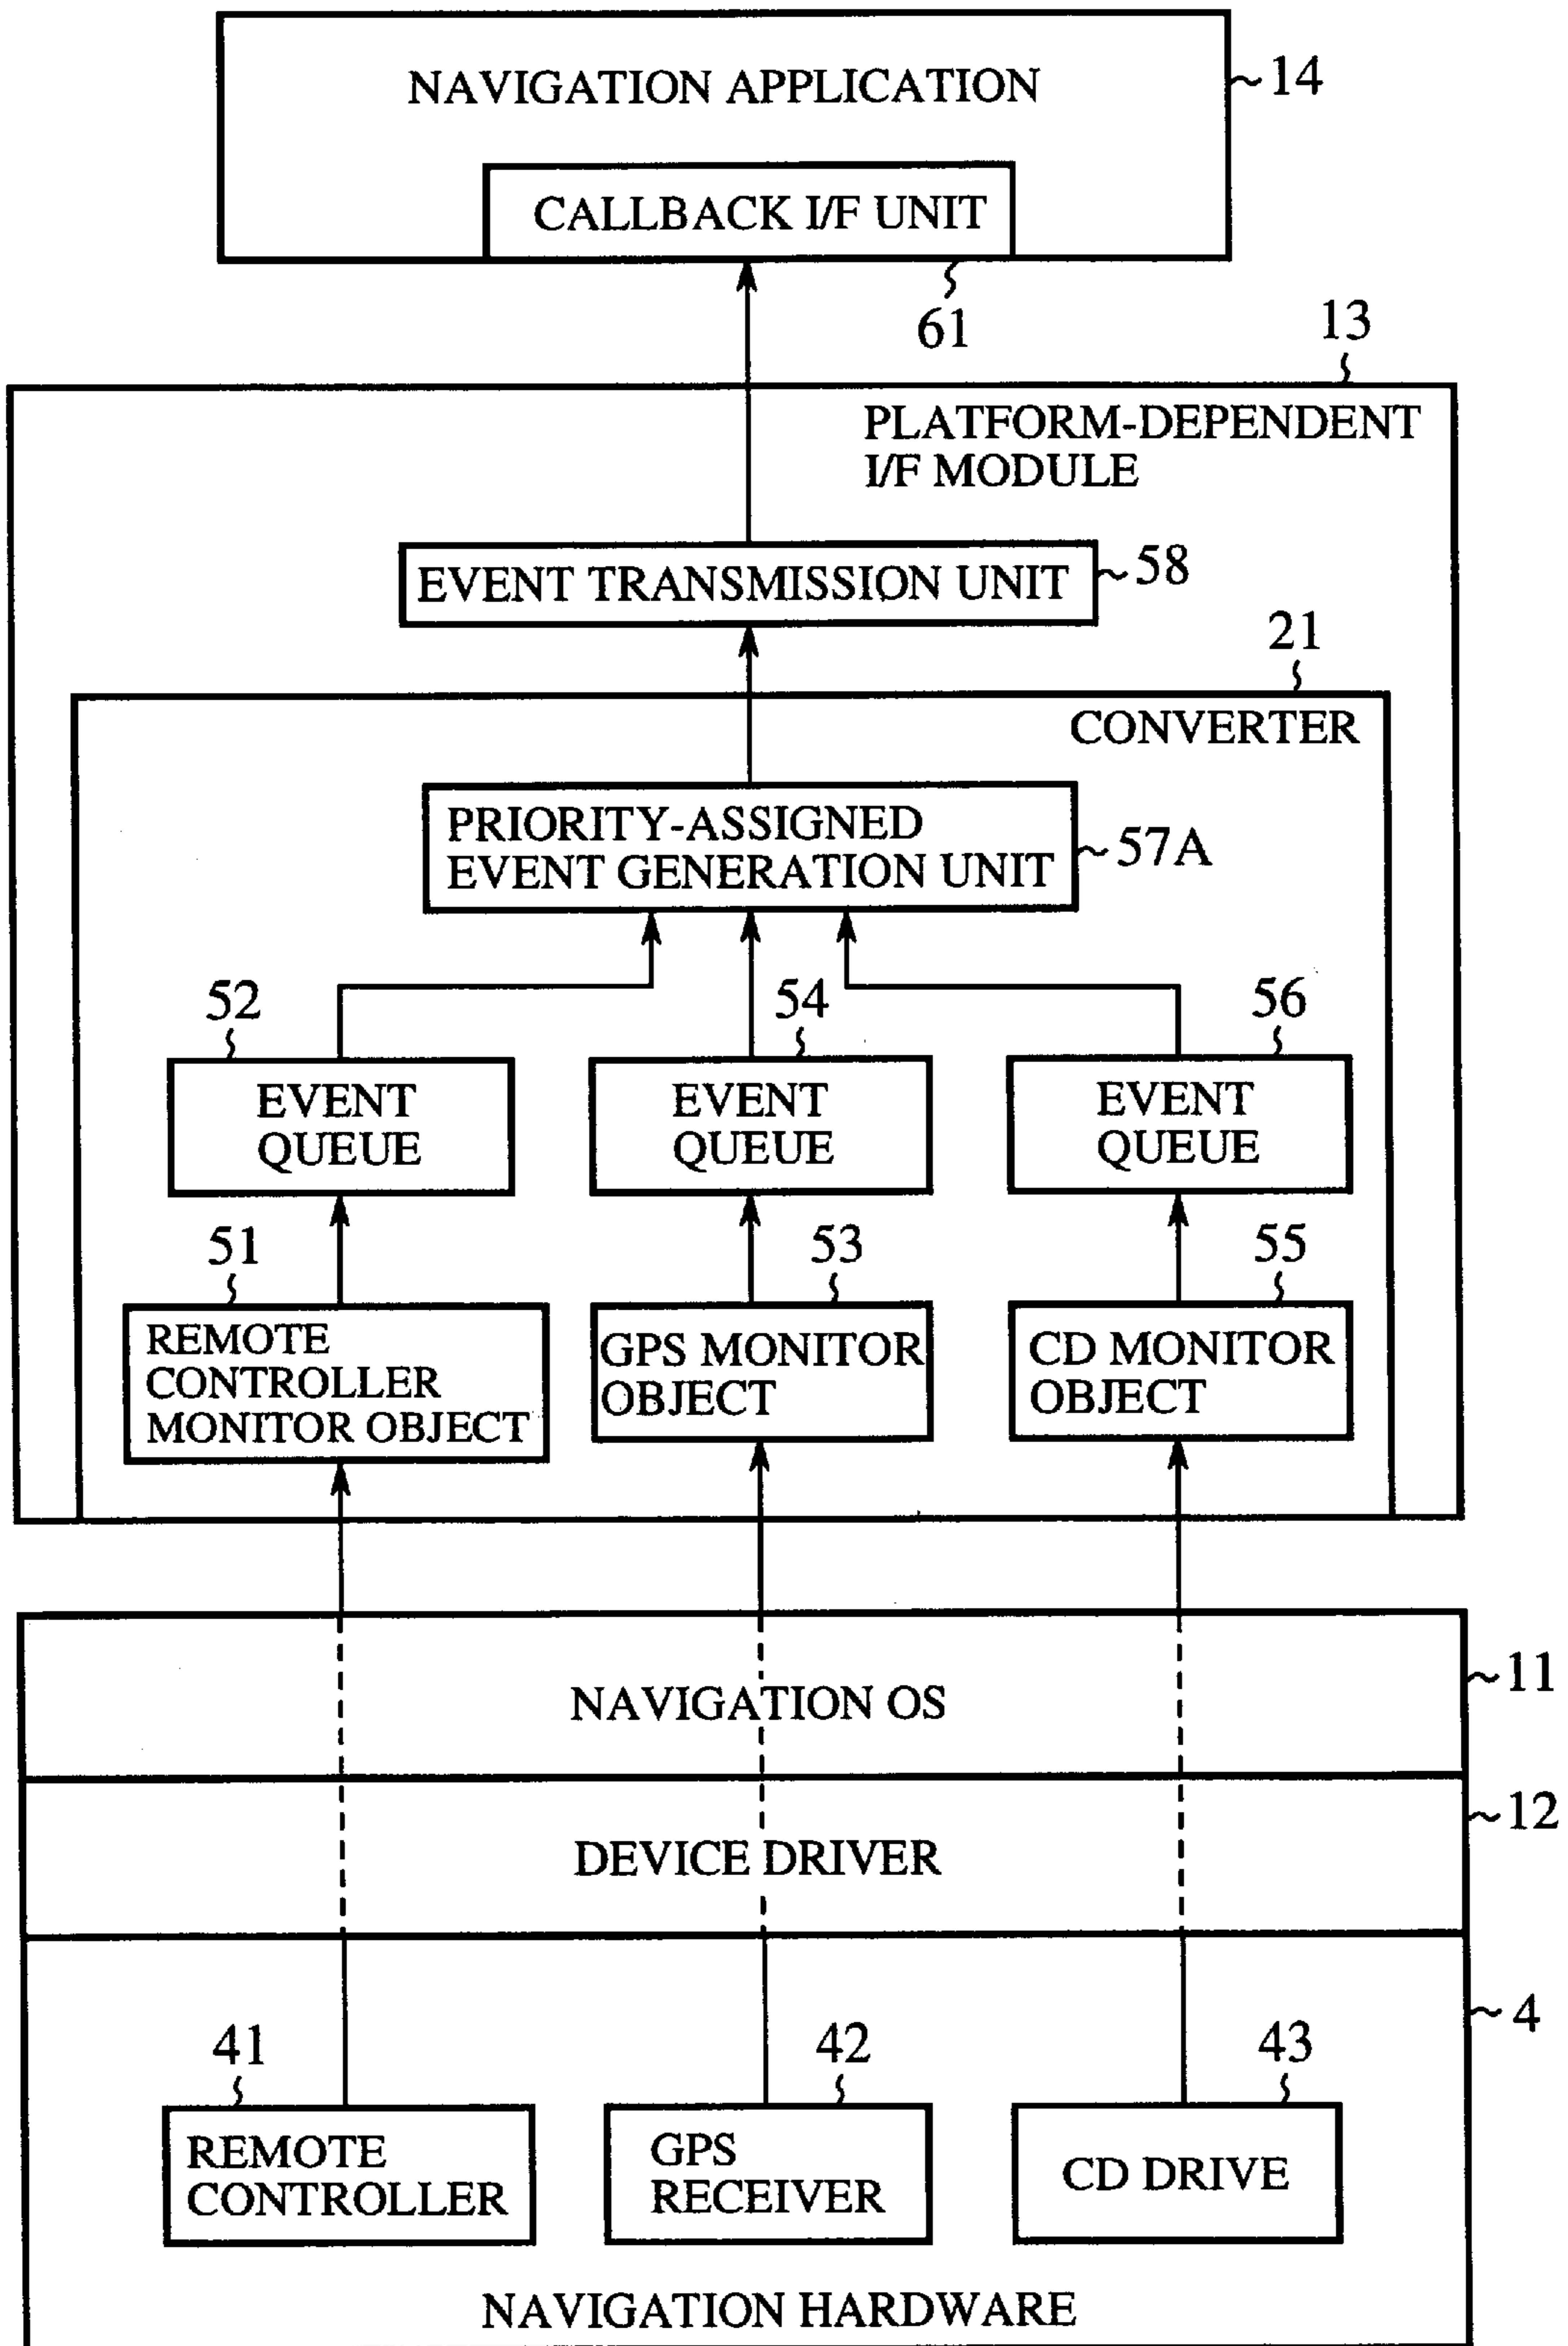 NAVIGATION APPLICATION
14
CALLBACK I/F UNIT
61
13
PLATFORM-DEPENDENT
I/F MODULE
EVENT TRANSMISSION UNIT
58
21
CONVERTER
PRIORITY-ASSIGNED
EVENT GENERATION UNIT
57A
52
54
56
EVENT
QUEUE
EVENT
QUEUE
EVENT
QUEUE
51
53
55
REMOTE
CONTROLLER
MONITOR OBJECT
GPS MONITOR
OBJECT
CD MONITOR
OBJECT
NAVIGATION OS
11
DEVICE DRIVER
12
4
41
42
43
REMOTE
CONTROLLER
GPS
RECEIVER
CD DRIVE
NAVIGATION HARDWARE